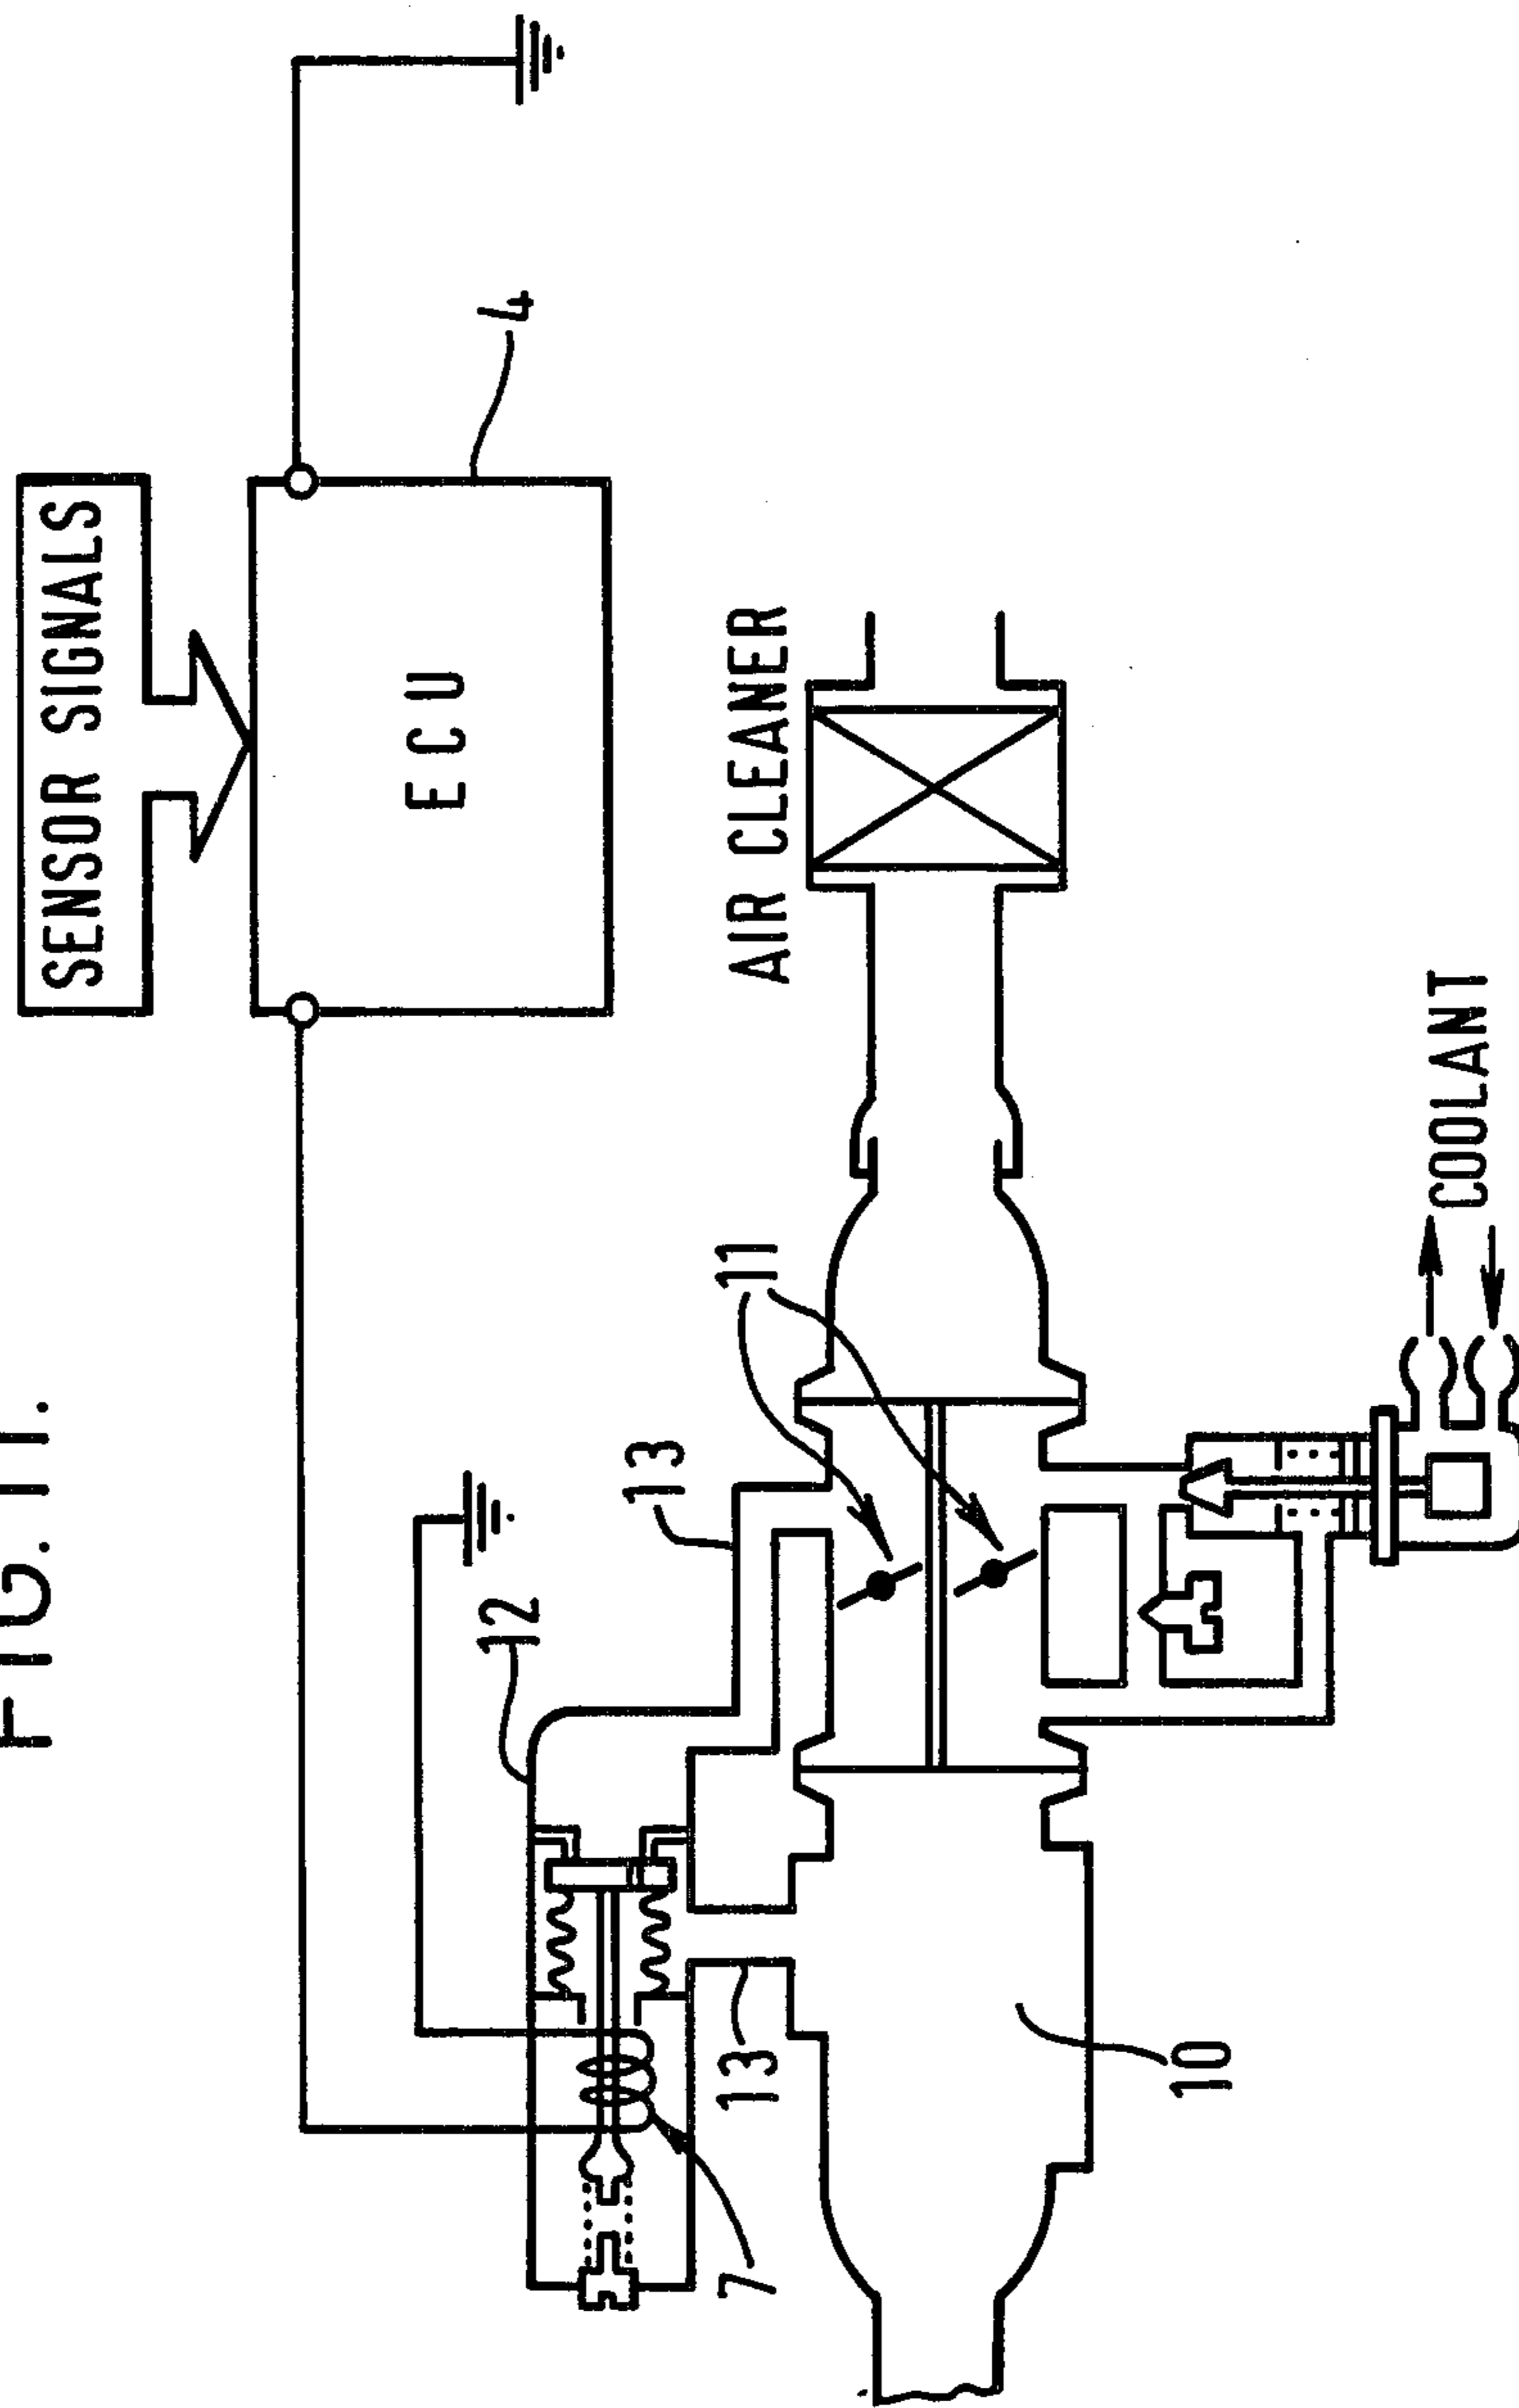 FIG. 11.
SENSOR SIGNALS
ECU
4
12
13
11
AIR CLEANER
7
13
10
COOLANT